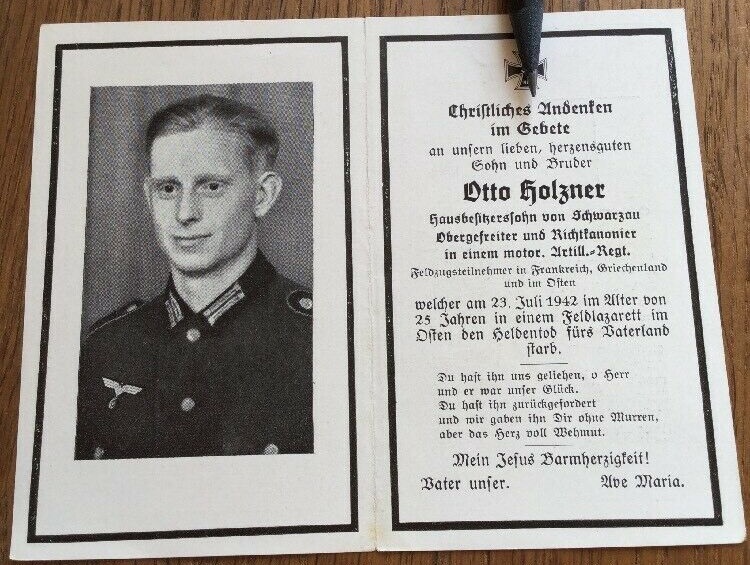 Christliches Andenken
im Gebete
an unsern lieben, herzensguten
Sohn und Bruder
Otto Holzner
Hausbesitzerssohn von Schwarzau
Obergefreiter und Richtkanonier
in einem motor. Artill.-Regt.
Feldzugsteilnehmer in Frankreich, Griechenland
und im Osten
welcher am 23. Juli 1942 im Alter von
25 Jahren in einem Feldlazarett im
Osten den Heldentod fürs Vaterland
starb.
Du hast ihn uns geliehen, o Herr
und er war unser Glück.
Du hast ihn zurückgefordert
und wir gaben ihn Dir ohne Murren,
aber das Herz voll Wehmut.
Mein Jesus Barmherzigkeit!
Vater unser. Ave Maria.